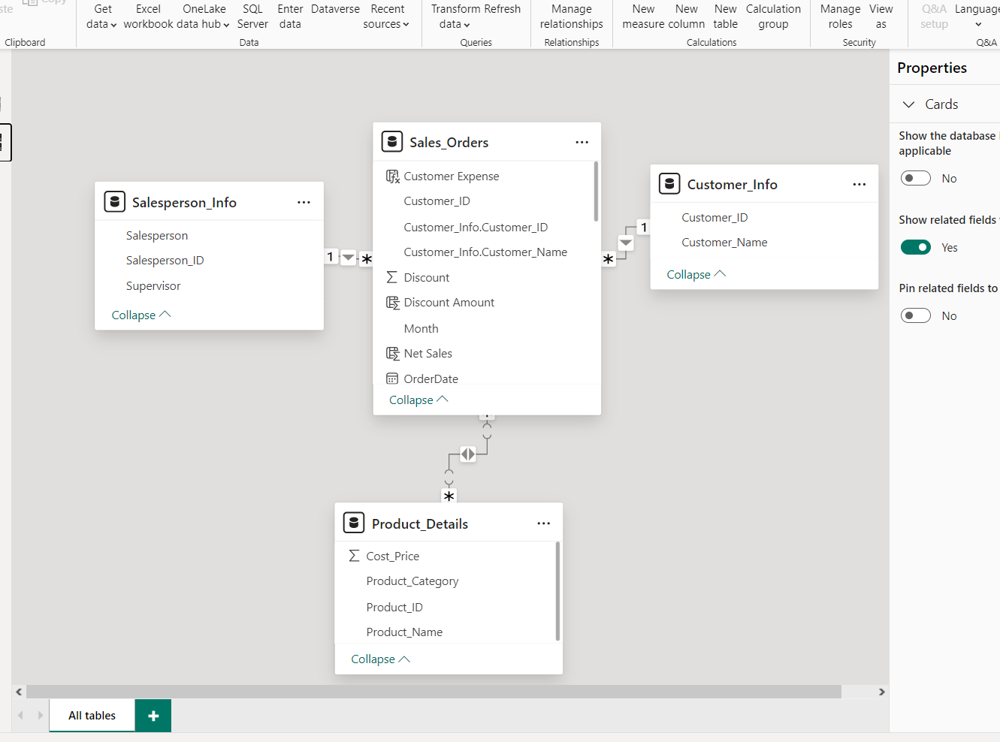 Get data
Excel workbook
OneLake data hub
SQL Server
Enter data
Dataverse
Recent sources
Transform data
Refresh
Manage relationships
New measure
New column
New table
Calculation group
Manage roles
View as
Q&A setup
Language
Clipboard
Data
Queries
Relationships
Calculations
Security
Q&A
Copy
Properties
Cards
Show the database
applicable
No
Show related fields
Yes
Pin related fields to
No
Sales_Orders
Customer Expense
Customer_ID
Customer_Info.Customer_ID
Customer_Info.Customer_Name
Discount
Discount Amount
Month
Net Sales
OrderDate
Collapse
Salesperson_Info
Salesperson
Salesperson_ID
Supervisor
Collapse
1
*
Customer_Info
Customer_ID
Customer_Name
Collapse
1
*
*
Product_Details
Cost_Price
Product_Category
Product_ID
Product_Name
Collapse
All tables
+